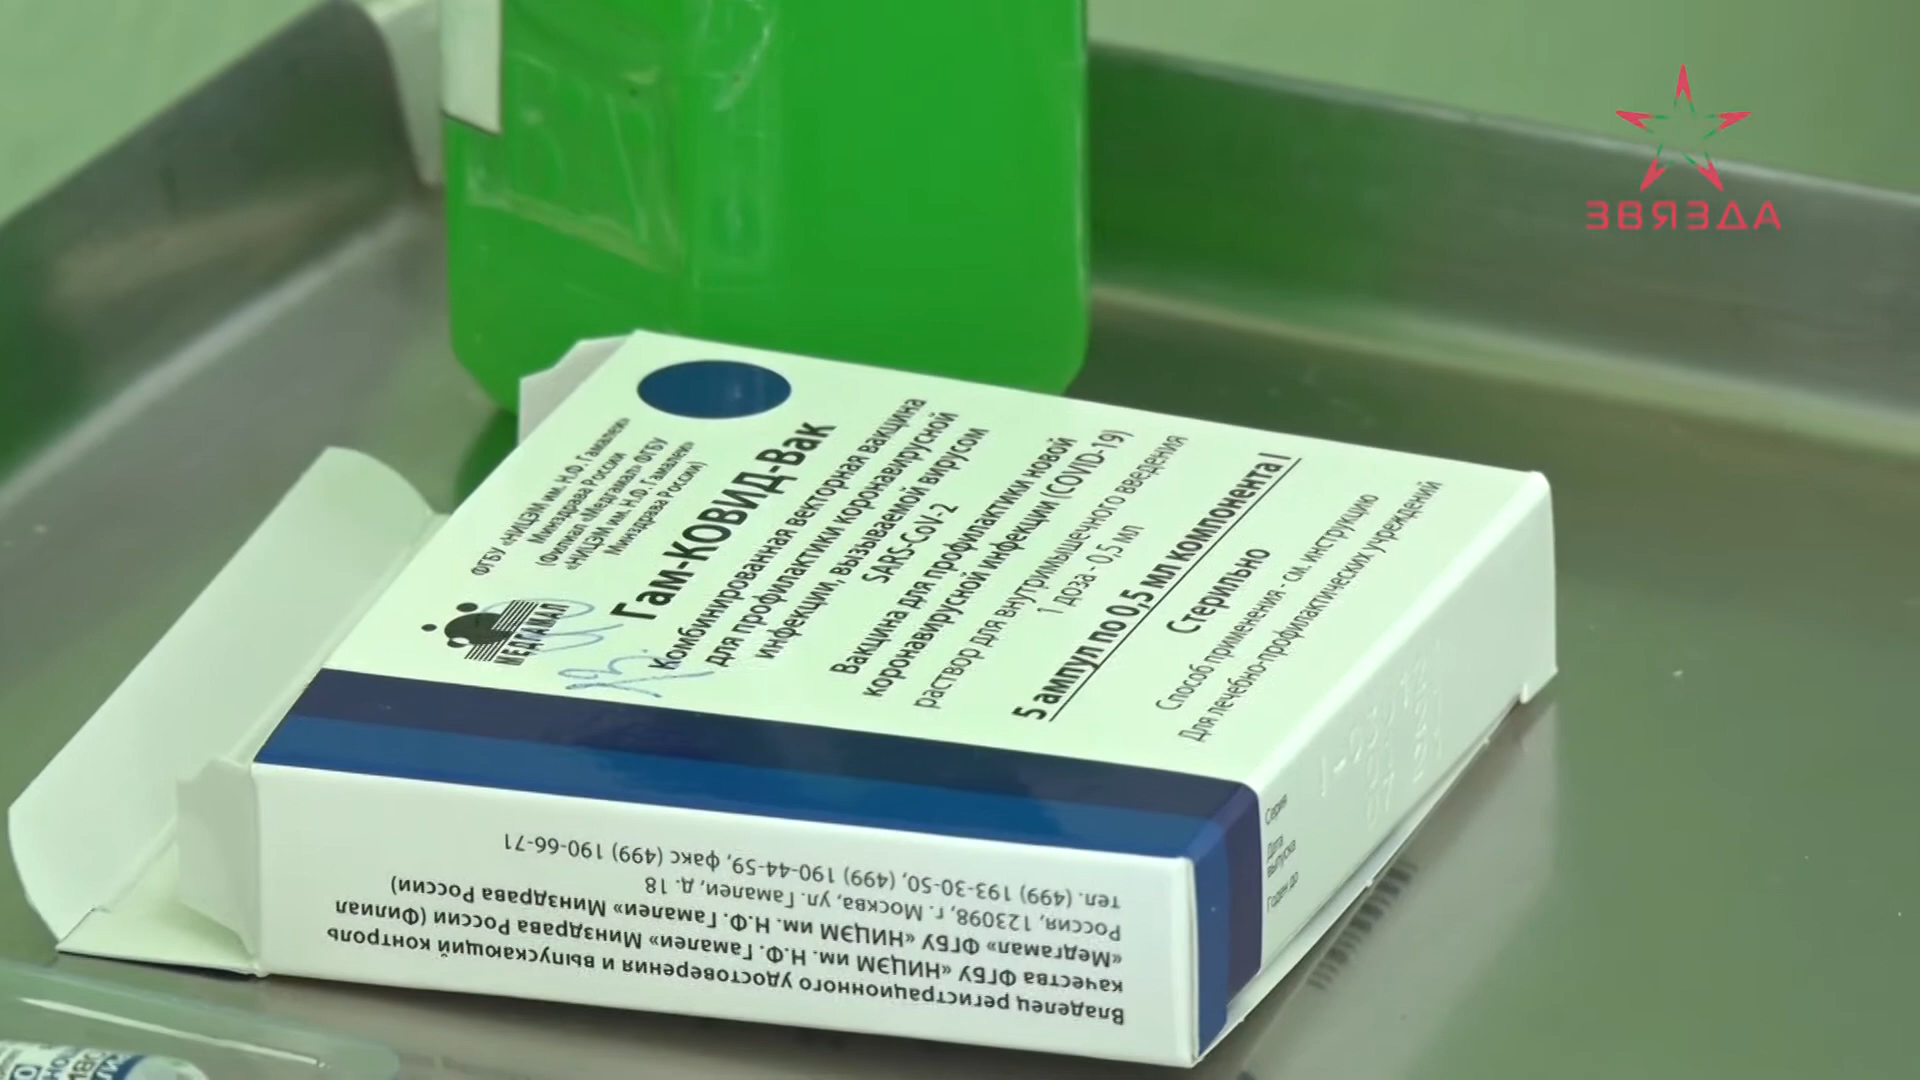 ЗВЯЗДА
ФГБУ «НИЦЭМ им. Н.Ф. Гамалеи»
Минздрава России
(Филиал «Медгамал» ФГБУ
«НИЦЭМ им. Н.Ф. Гамалеи»
Минздрава России)
МЕДГАМАЛ
Гам-КОВИД-Вак
Комбинированная векторная вакцина
для профилактики коронавирусной
инфекции, вызываемой вирусом
SARS-CoV-2
Вакцина для профилактики новой
коронавирусной инфекции (COVID-19)
раствор для внутримышечного введения
1 доза - 0,5 мл
5 ампул по 0,5 мл компонента I
Стерильно
Способ применения - см. инструкцию
Для лечебно-профилактических учреждений
Владелец регистрационного удостоверения и выпускающий контроль
качества ФГБУ «НИЦЭМ им. Н.Ф. Гамалеи» Минздрава России (Филиал
«Медгамал» ФГБУ «НИЦЭМ им. Н.Ф. Гамалеи» Минздрава России)
Россия, 123098, г. Москва, ул. Гамалеи, д. 18
тел. (499) 193-30-50, (499) 190-44-59, факс (499) 190-66-71
Серия
Дата
выпуска
Годен до